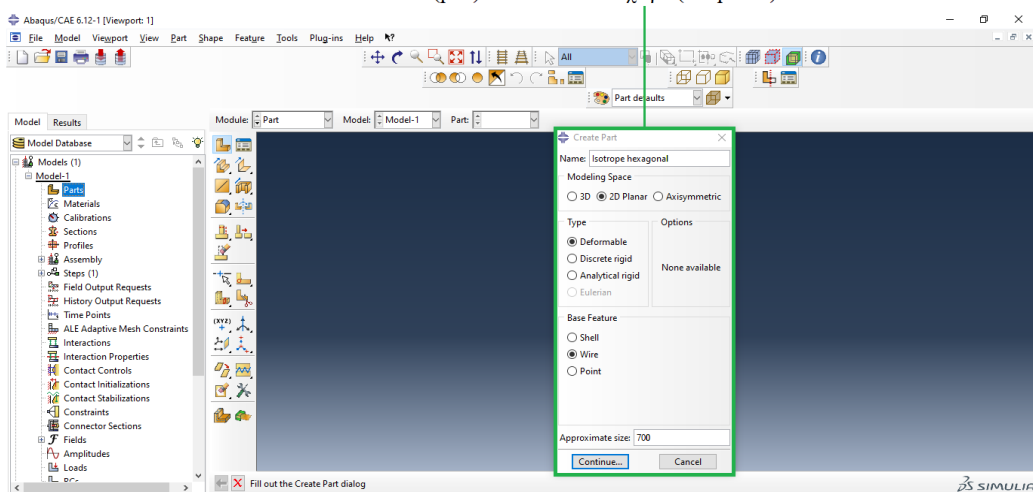 Abaqus/CAE 6.12-1 [Viewport: 1]
File Model Viewport View Part Shape Feature Tools Plug-ins Help
All
Part defaults
Model Results
Module: Part Model: Model-1 Part:
Model Database
Models (1)
Model-1
Parts
Materials
Calibrations
Sections
Profiles
Assembly
Steps (1)
Field Output Requests
History Output Requests
Time Points
ALE Adaptive Mesh Constraints
Interactions
Interaction Properties
Contact Controls
Contact Initializations
Contact Stabilizations
Constraints
Connector Sections
Fields
Amplitudes
Loads
BCs
(XYZ)
Create Part
Name: Isotrope hexagonal
Modeling Space
3D 2D Planar Axisymmetric
Type Options
Deformable
Discrete rigid
Analytical rigid
Eulerian
None available
Base Feature
Shell
Wire
Point
Approximate size: 700
Continue... Cancel
Fill out the Create Part dialog
SIMULIA